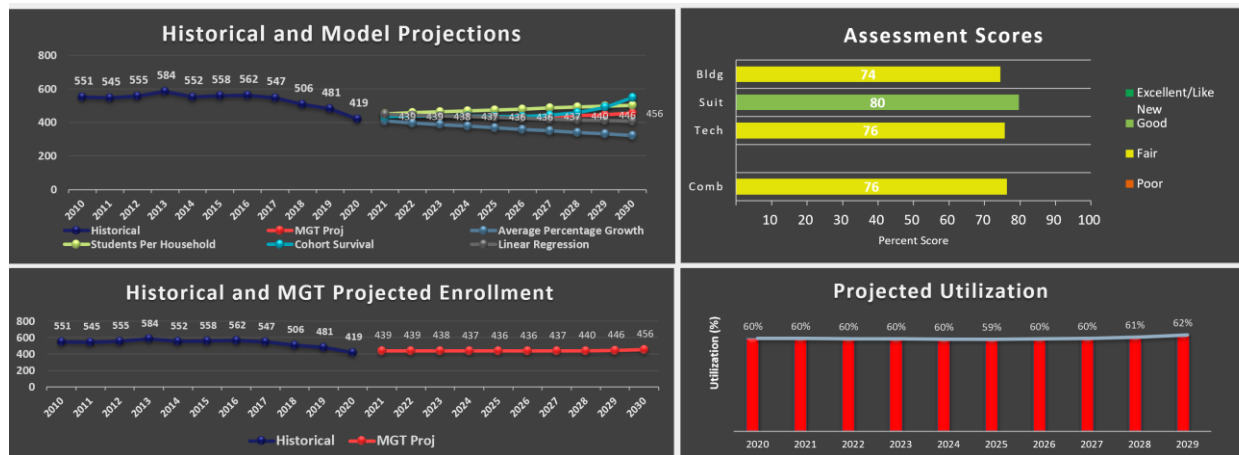 Historical and Model Projections
800
600
400
200
0
551 545 555 584 552 558 562 547 506 481 419
439 439 438 437 436 436 437 440 446 456
2010 2011 2012 2013 2014 2015 2016 2017 2018 2019 2020 2021 2022 2023 2024 2025 2026 2027 2028 2029 2030
Historical MGT Proj Average Percentage Growth
Students Per Household Cohort Survival Linear Regression
Assessment Scores
Bldg 74
Suit 80
Tech 76
Comb 76
10 20 30 40 50 60 70 80 90 100
Percent Score
Excellent/Like
New
Good
Fair
Poor
Historical and MGT Projected Enrollment
800
600
400
200
0
551 545 555 584 552 558 562 547 506 481 419 439 439 438 437 436 436 437 440 446 456
2010 2011 2012 2013 2014 2015 2016 2017 2018 2019 2020 2021 2022 2023 2024 2025 2026 2027 2028 2029 2030
Historical MGT Proj
Projected Utilization
Utilization (%)
60% 60% 60% 60% 60% 59% 60% 60% 61% 62%
2020 2021 2022 2023 2024 2025 2026 2027 2028 2029